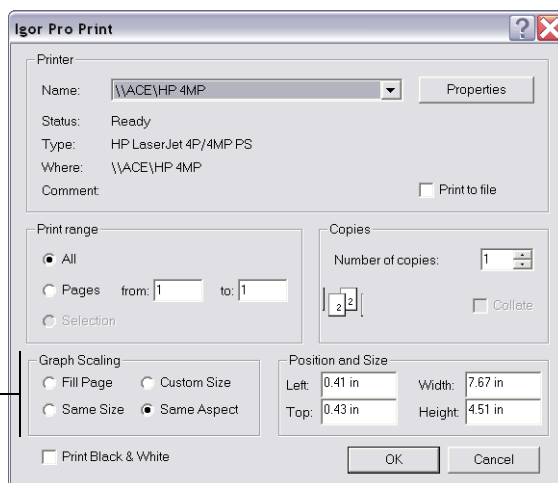 Igor Pro Print
Printer
Name: \\ACE\HP 4MP Properties
Status: Ready
Type: HP LaserJet 4P/4MP PS
Where: \\ACE\HP 4MP
Comment: Print to file
Print range
All
Pages from: 1 to: 1
Selection
Copies
Number of copies: 1
2 2
Collate
Graph Scaling
Fill Page Custom Size
Same Size Same Aspect
Position and Size
Left: 0.41 in Width: 7.67 in
Top: 0.43 in Height: 4.51 in
Print Black & White OK Cancel